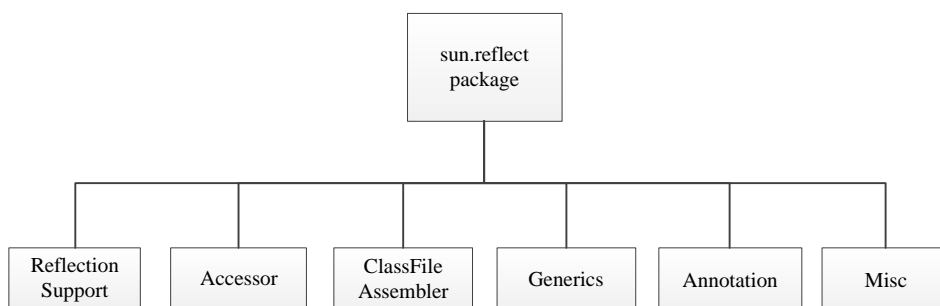 sun.reflect
package
Reflection
Support
Accessor
ClassFile
Assembler
Generics
Annotation
Misc